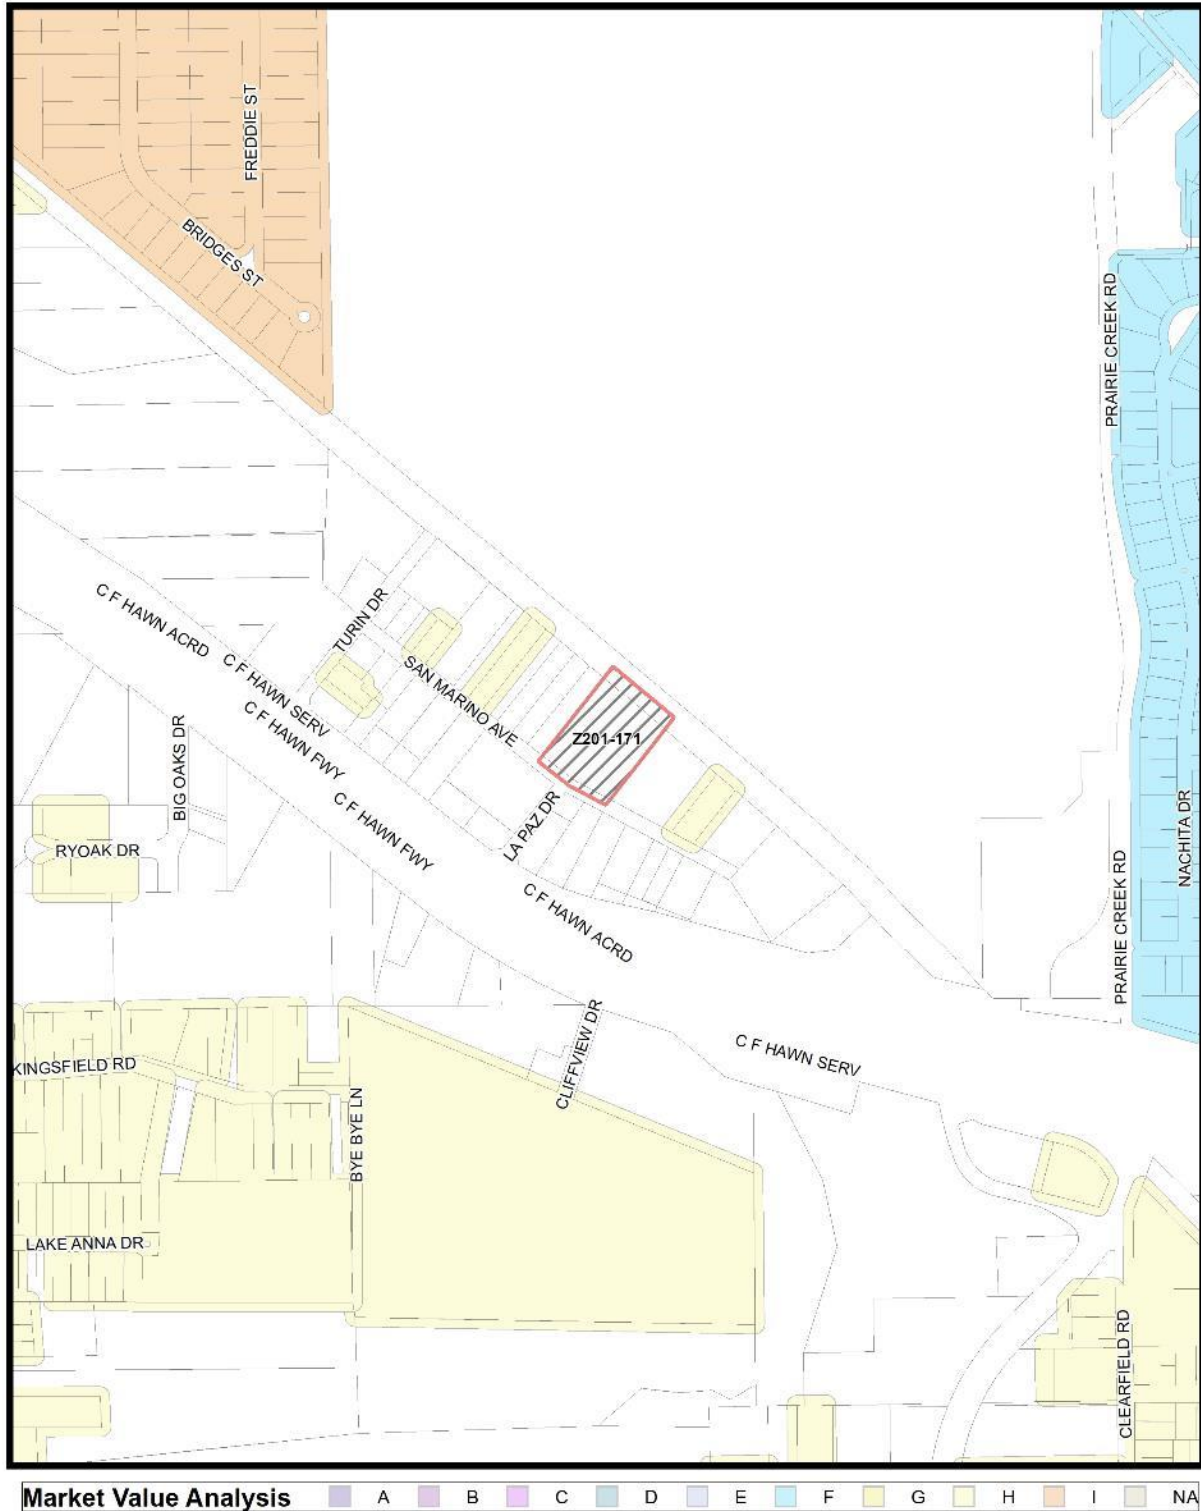 FREDDIE ST
BRIDGES ST
PRAIRIE CREEK RD
C F HAWN ACRD
TURIN DR
C F HAWN SERV
SAN MARINO AVE
C F HAWN FWY
Z201-171
BIG OAKS DR
C F HAWN FWY
LA PAZ DR
RYOAK DR
NACHITA DR
C F HAWN ACRD
PRAIRIE CREEK RD
CLIFFVIEW DR
C F HAWN SERV
KINGSFIELD RD
BYE BYE LN
LAKE ANNA DR
CLEARFIELD RD
Market Value Analysis A B C D E F G H I NA